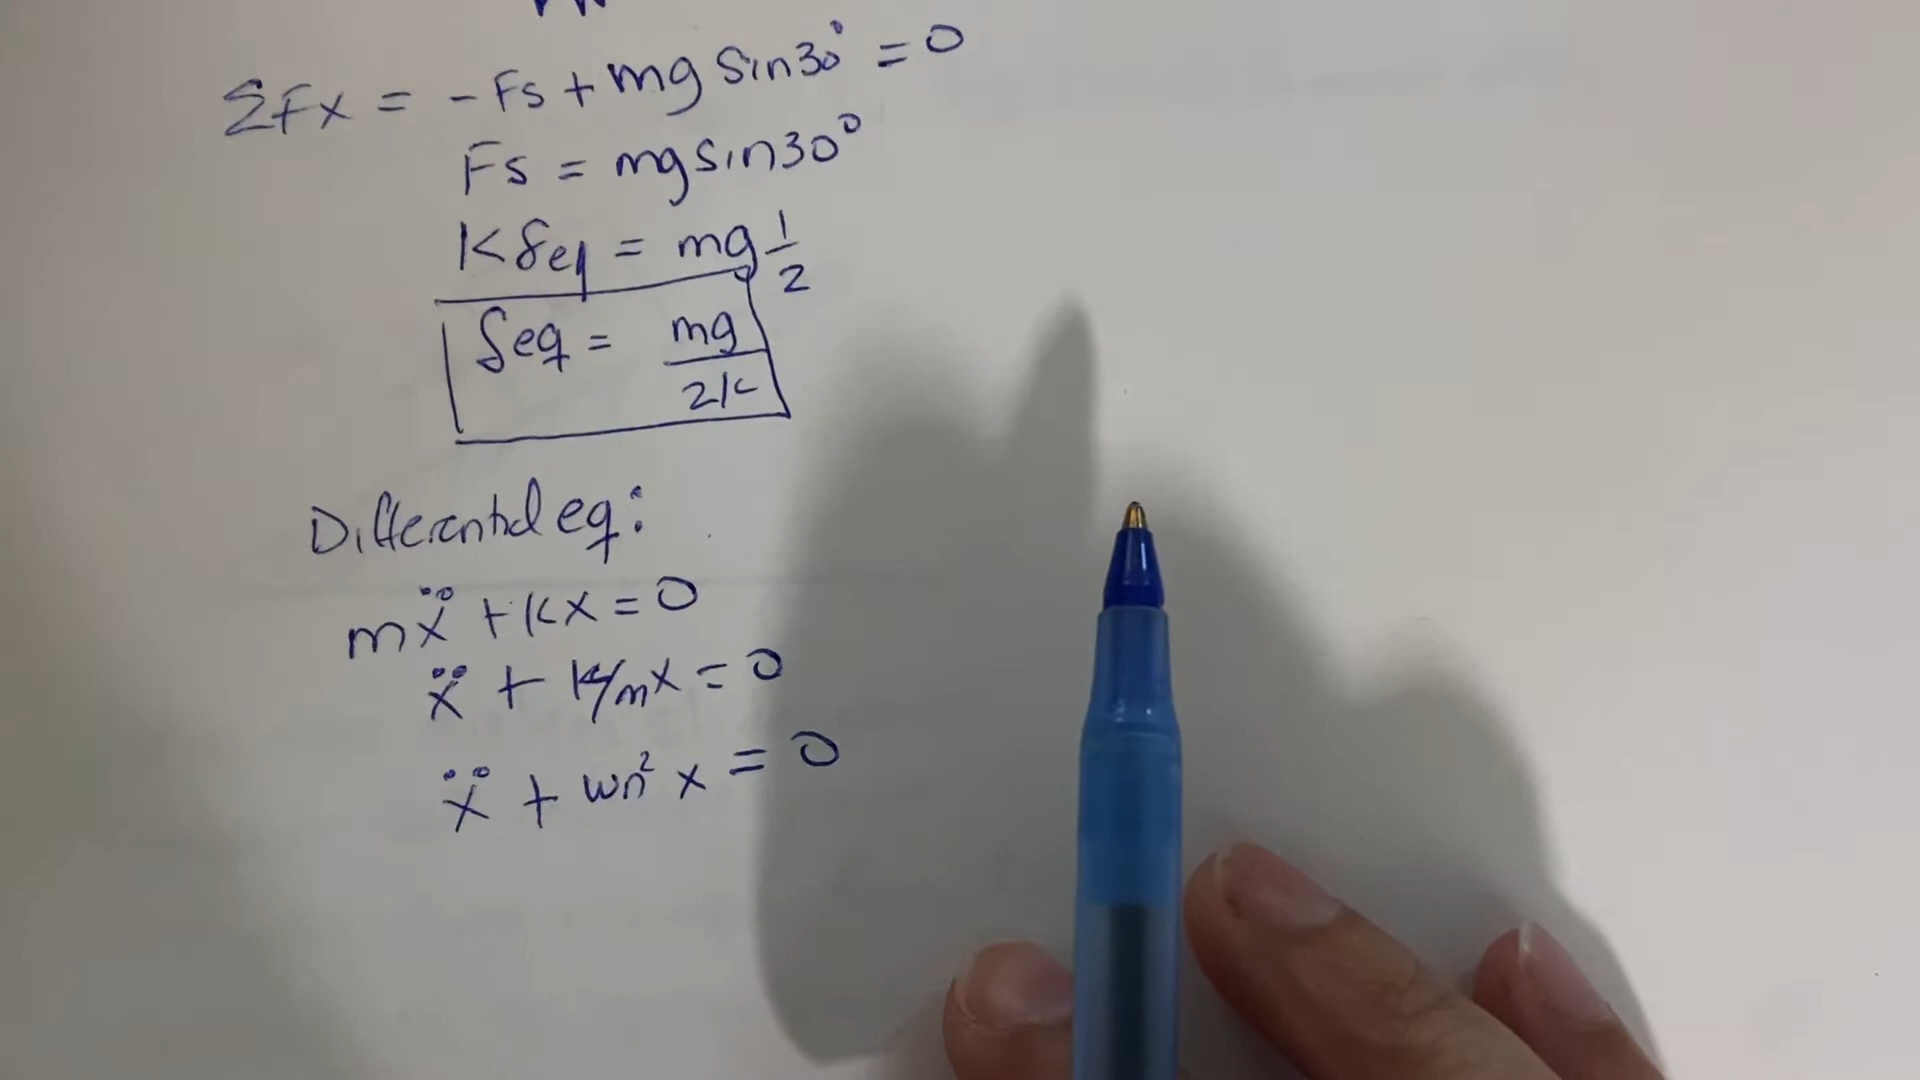 ΣFx = -Fs + mg sin30° = 0
Fs = mg sin30°
Kδeq = mg 1/2
δeq = mg/2K
Differential eq:
mẍ + kx = 0
ẍ + k/m x = 0
ẍ + wn² x = 0